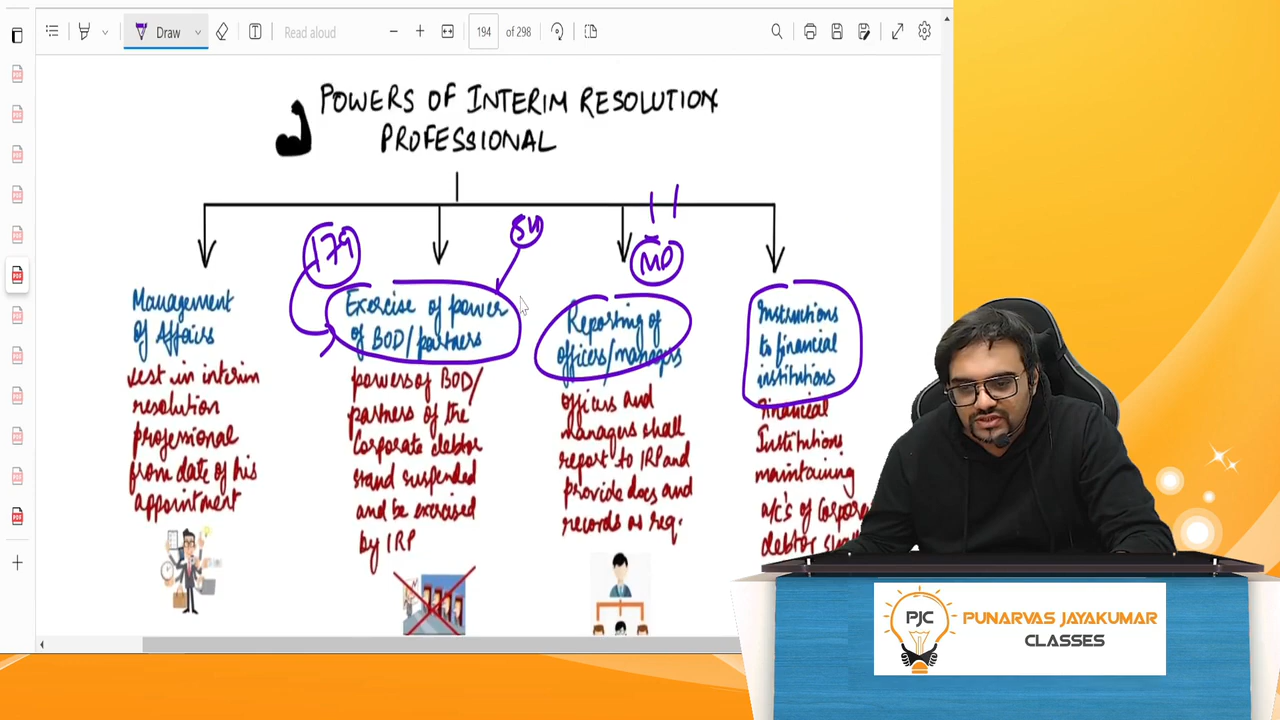 Draw
Read aloud
194
of 298
POWERS OF INTERIM RESOLUTION
PROFESSIONAL
179
MD
Management
of Affairs
vest in interim
resolution
professional
from date of his
appointment
Exercise of power
of BOD/partners
powers of BOD/
partners of the
Corporate debtor
stand suspended
and be exercised
by IRP
Reporting of
officers/managers
officers and
managers shall
report to IRP and
provide docs and
records as req.
Instructions
to financial
institutions
Financial
Institutions
maintaining
a/c's of Corpora
debtor
PJC
PUNARVAS JAYAKUMAR
CLASSES